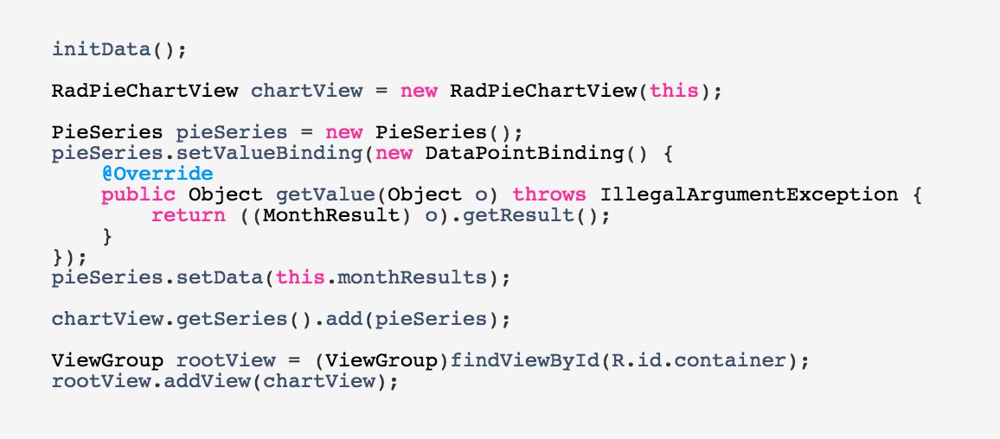 initData();
RadPieChartView chartView = new RadPieChartView(this);
PieSeries pieSeries = new PieSeries();
pieSeries.setValueBinding(new DataPointBinding() {
    @Override
    public Object getValue(Object o) throws IllegalArgumentException {
        return ((MonthResult) o).getResult();
    }
});
pieSeries.setData(this.monthResults);
chartView.getSeries().add(pieSeries);
ViewGroup rootView = (ViewGroup)findViewById(R.id.container);
rootView.addView(chartView);